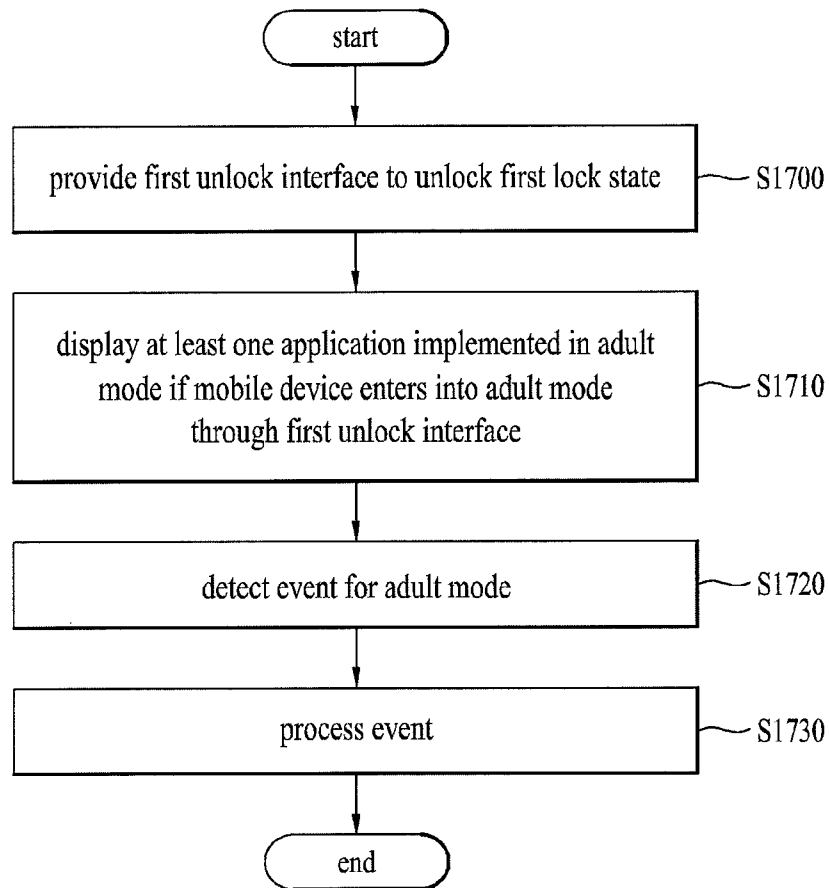 start
provide first unlock interface to unlock first lock state
S1700
display at least one application implemented in adult
mode if mobile device enters into adult mode
through first unlock interface
S1710
detect event for adult mode
S1720
process event
S1730
end